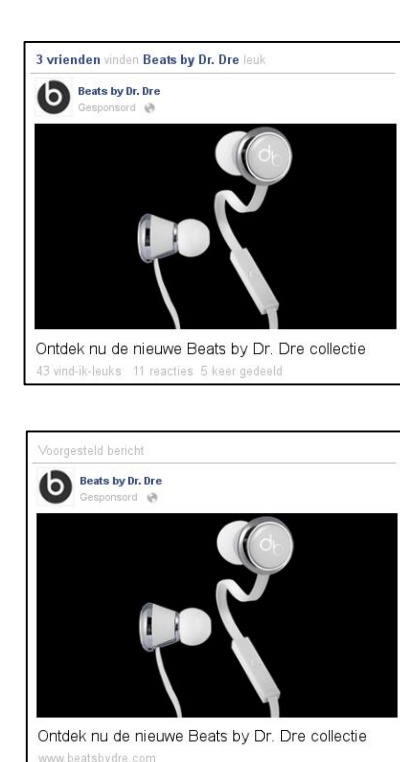 3 vrienden vinden Beats by Dr. Dre leuk
b Beats by Dr. Dre
Gesponsord
db
Ontdek nu de nieuwe Beats by Dr. Dre collectie
43 vind-ik-leuks 11 reacties 5 keer gedeeld
Voorgesteld bericht
b Beats by Dr. Dre
Gesponsord
db
Ontdek nu de nieuwe Beats by Dr. Dre collectie
www.beatsbydre.com